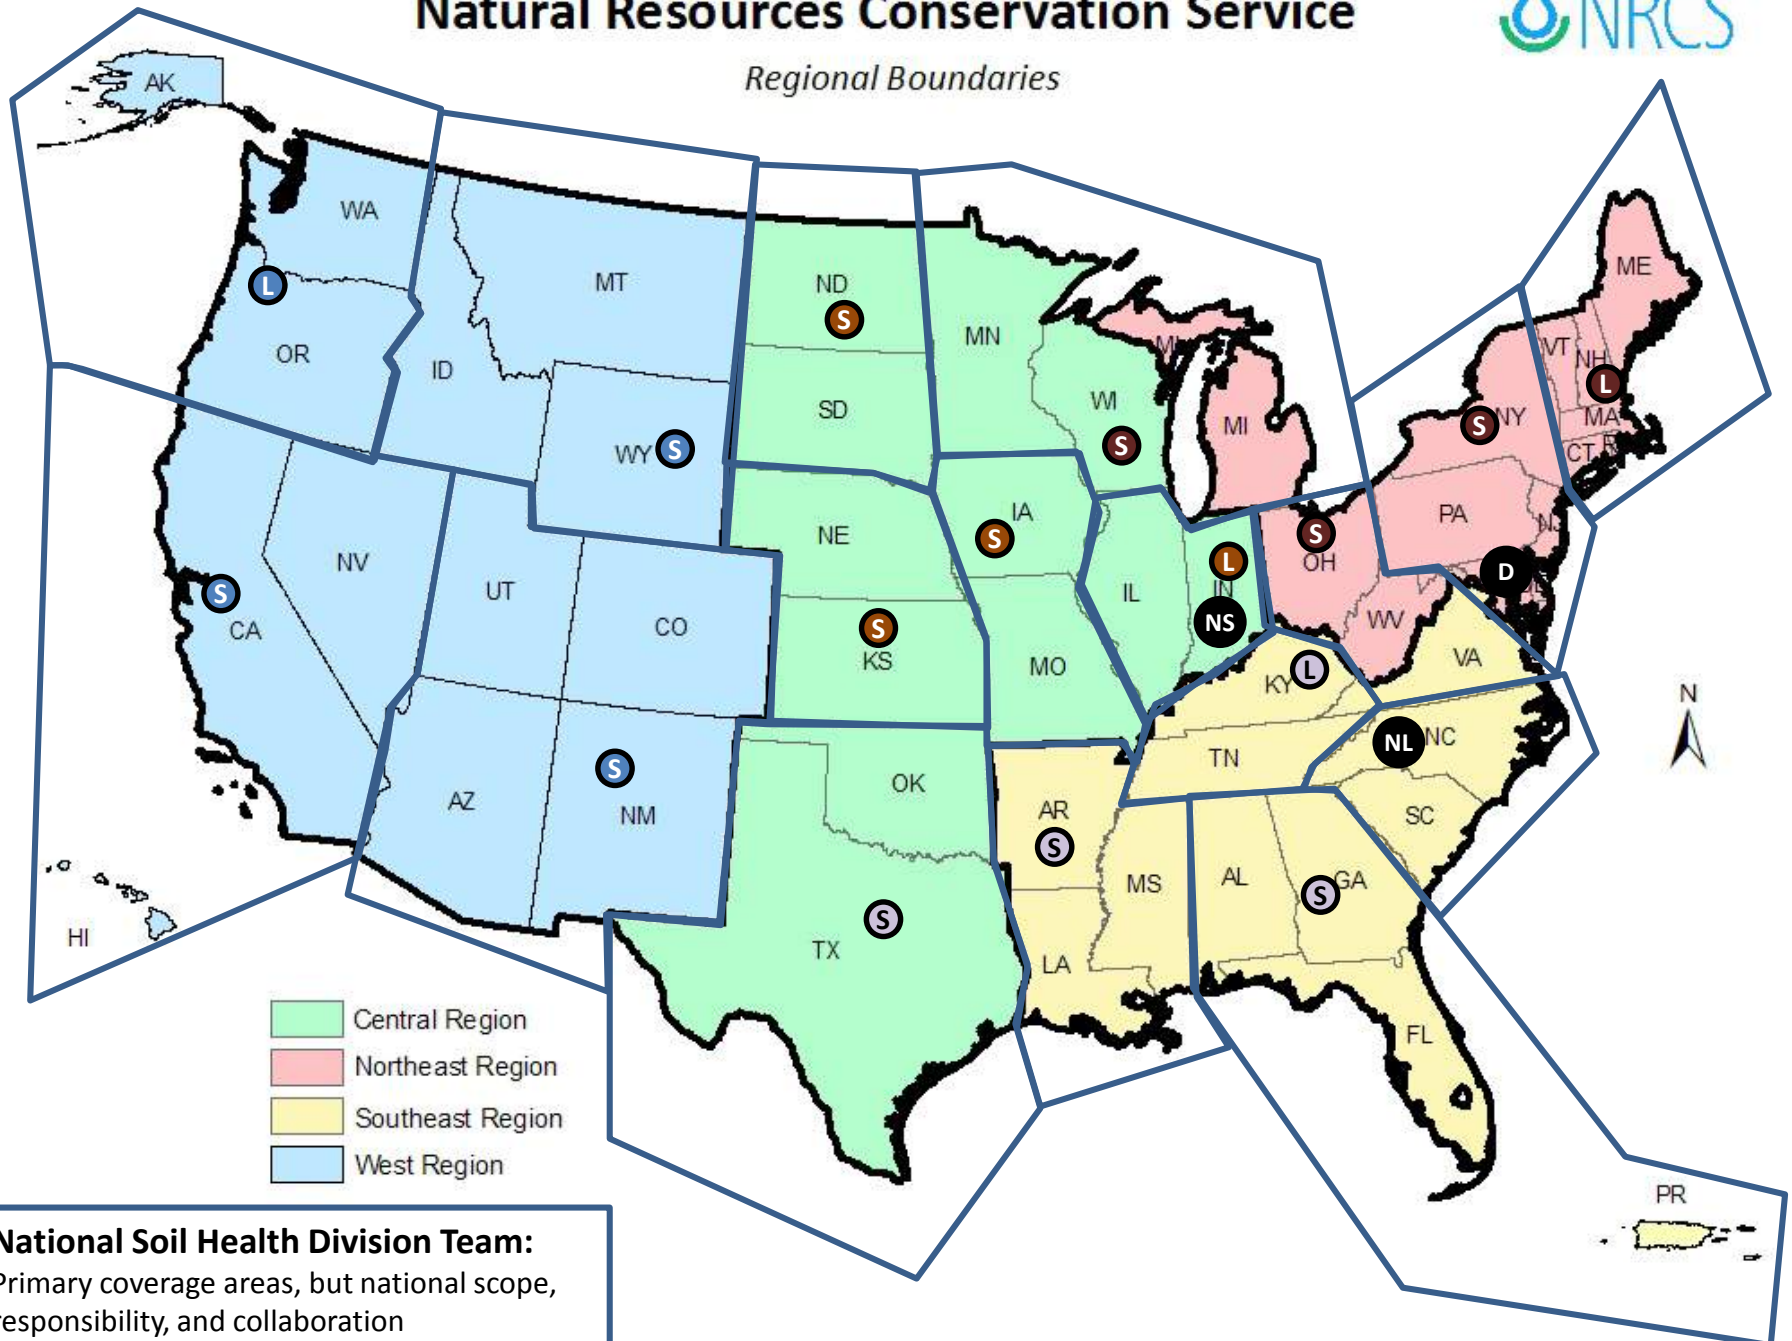 Natural Resources Conservation Service
NRCS
Regional Boundaries
AK
WA
MT
ND
MN
ME
L
OR
ID
S
SD
WI
MI
MI
VT
NH
L
NY
S
MA
CT
WY
S
S
NE
IA
S
L
IN
NS
IL
S
OH
PA
NJ
D
NV
UT
CO
S
CA
S
KS
MO
WV
VA
KY
L
N
AZ
S
NM
OK
TN
NL
NC
SC
AR
S
MS
AL
S
GA
TX
S
LA
FL
HI
PR
Central Region
Northeast Region
Southeast Region
West Region
National Soil Health Division Team:
Primary coverage areas, but national scope,
responsibility, and collaboration